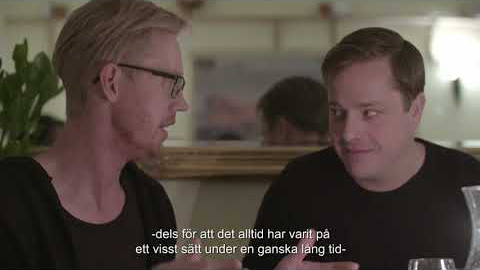 -dels för att det alltid har varit på
ett visst sätt under en ganska lång tid-